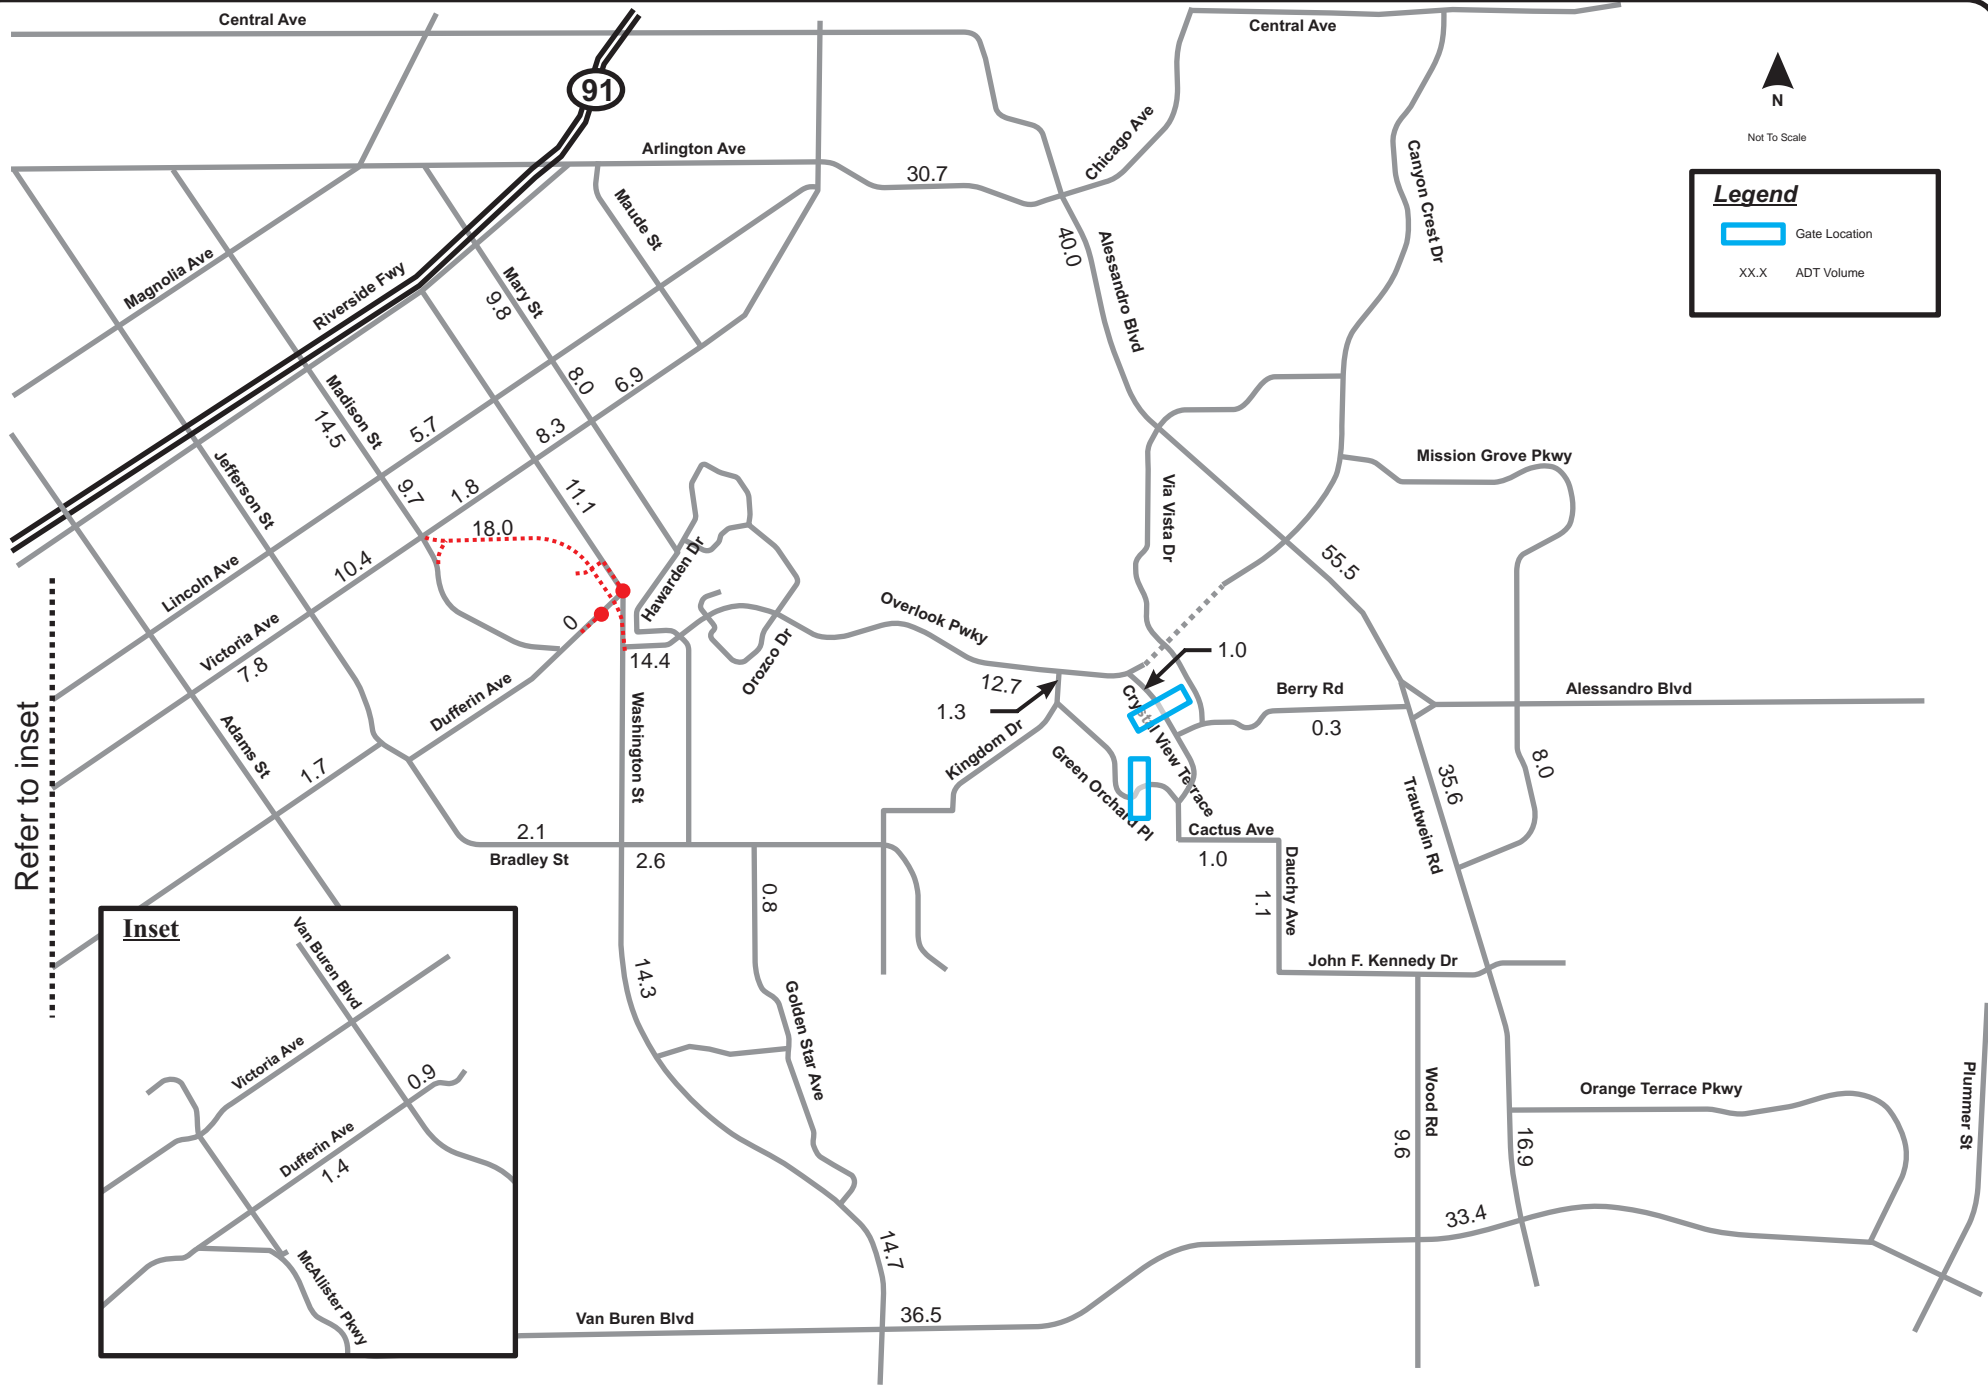 Central Ave
Central Ave
91
N
Not To Scale
Legend
Gate Location
XX.X ADT Volume
Arlington Ave
30.7
Chicago Ave
Canyon Crest Dr
40.0
Alessandro Blvd
Maude St
Magnolia Ave
Riverside Fwy
Mary St
9.8
8.0
6.9
Madison St
14.5
5.7
8.3
Jefferson St
9.7
1.8
11.1
18.0
Mission Grove Pkwy
Via Vista Dr
55.5
Lincoln Ave
10.4
Hawarden Dr
0
Overlook Pwky
Victoria Ave
7.8
14.4
Orozco Dr
1.0
12.7
1.3
Berry Rd
0.3
Alessandro Blvd
Dufferin Ave
Washington St
Adams St
1.7
Refer to inset
Kingdom Dr
Crystal View Terrace
Green Orchard Pl
35.6
8.0
Trautwein Rd
2.1
Bradley St
2.6
Cactus Ave
1.0
0.8
Dauchy Ave
1.1
John F. Kennedy Dr
14.3
Golden Star Ave
Wood Rd
9.6
Orange Terrace Pkwy
16.9
Plummer St
33.4
14.7
Van Buren Blvd
36.5
Inset
Van Buren Blvd
Victoria Ave
0.9
Dufferin Ave
1.4
McAllister Pkwy